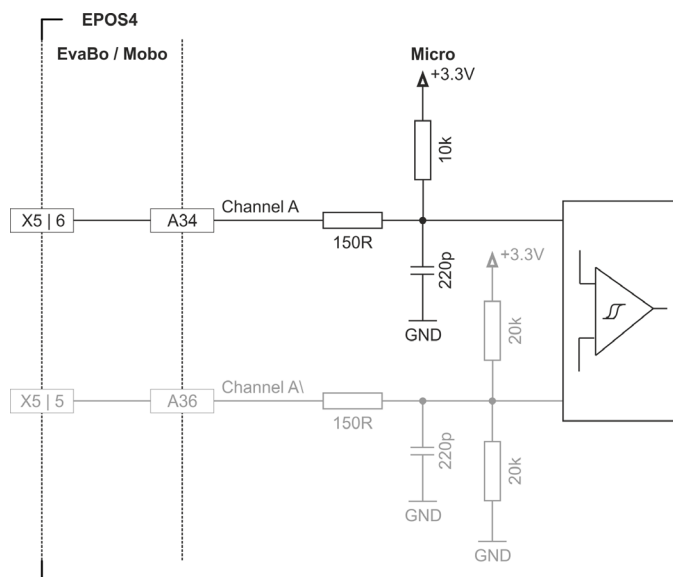 EPOS4
EvaBo / Mobo
Micro
+3.3V
10k
X5 | 6
A34
Channel A
150R
220p
GND
+3.3V
20k
X5 | 5
A36
Channel A\
150R
220p
20k
GND
GND